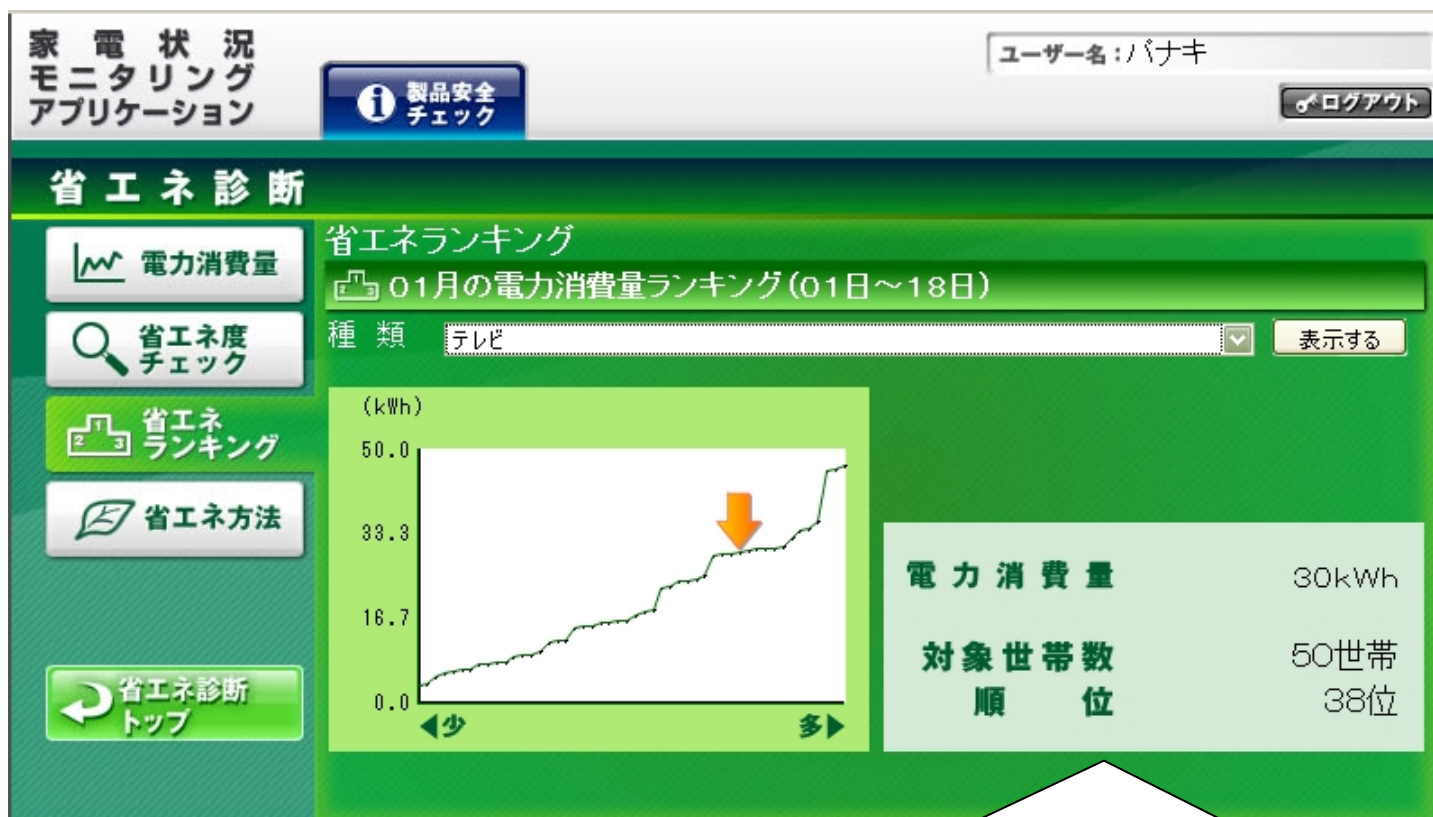 家電状況
モニタリング
アプリケーション
製品安全
チェック
ユーザー名:バナキ
ログアウト
省エネ診断
電力消費量
省エネ度
チェック
省エネ
ランキング
省エネ方法
省エネ診断
トップ
省エネランキング
01月の電力消費量ランキング(01日~18日)
種類 テレビ 表示する
(kWh)
50.0
33.3
16.7
0.0
◀少 多▶
電力消費量 30kWh
対象世帯数 50世帯
順位 38位